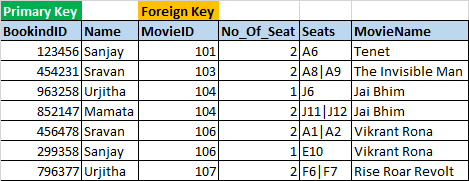 Primary Key Foreign Key
BookindID Name MovieID No_Of_Seat Seats MovieName
123456 Sanjay 101 2 A6 Tenet
454231 Sravan 103 2 A8|A9 The Invisible Man
963258 Urjitha 104 1 J6 Jai Bhim
852147 Mamata 104 2 J11|J12 Jai Bhim
456478 Sravan 106 2 A1|A2 Vikrant Rona
299358 Sanjay 106 1 E10 Vikrant Rona
796377 Urjitha 107 2 F6|F7 Rise Roar Revolt